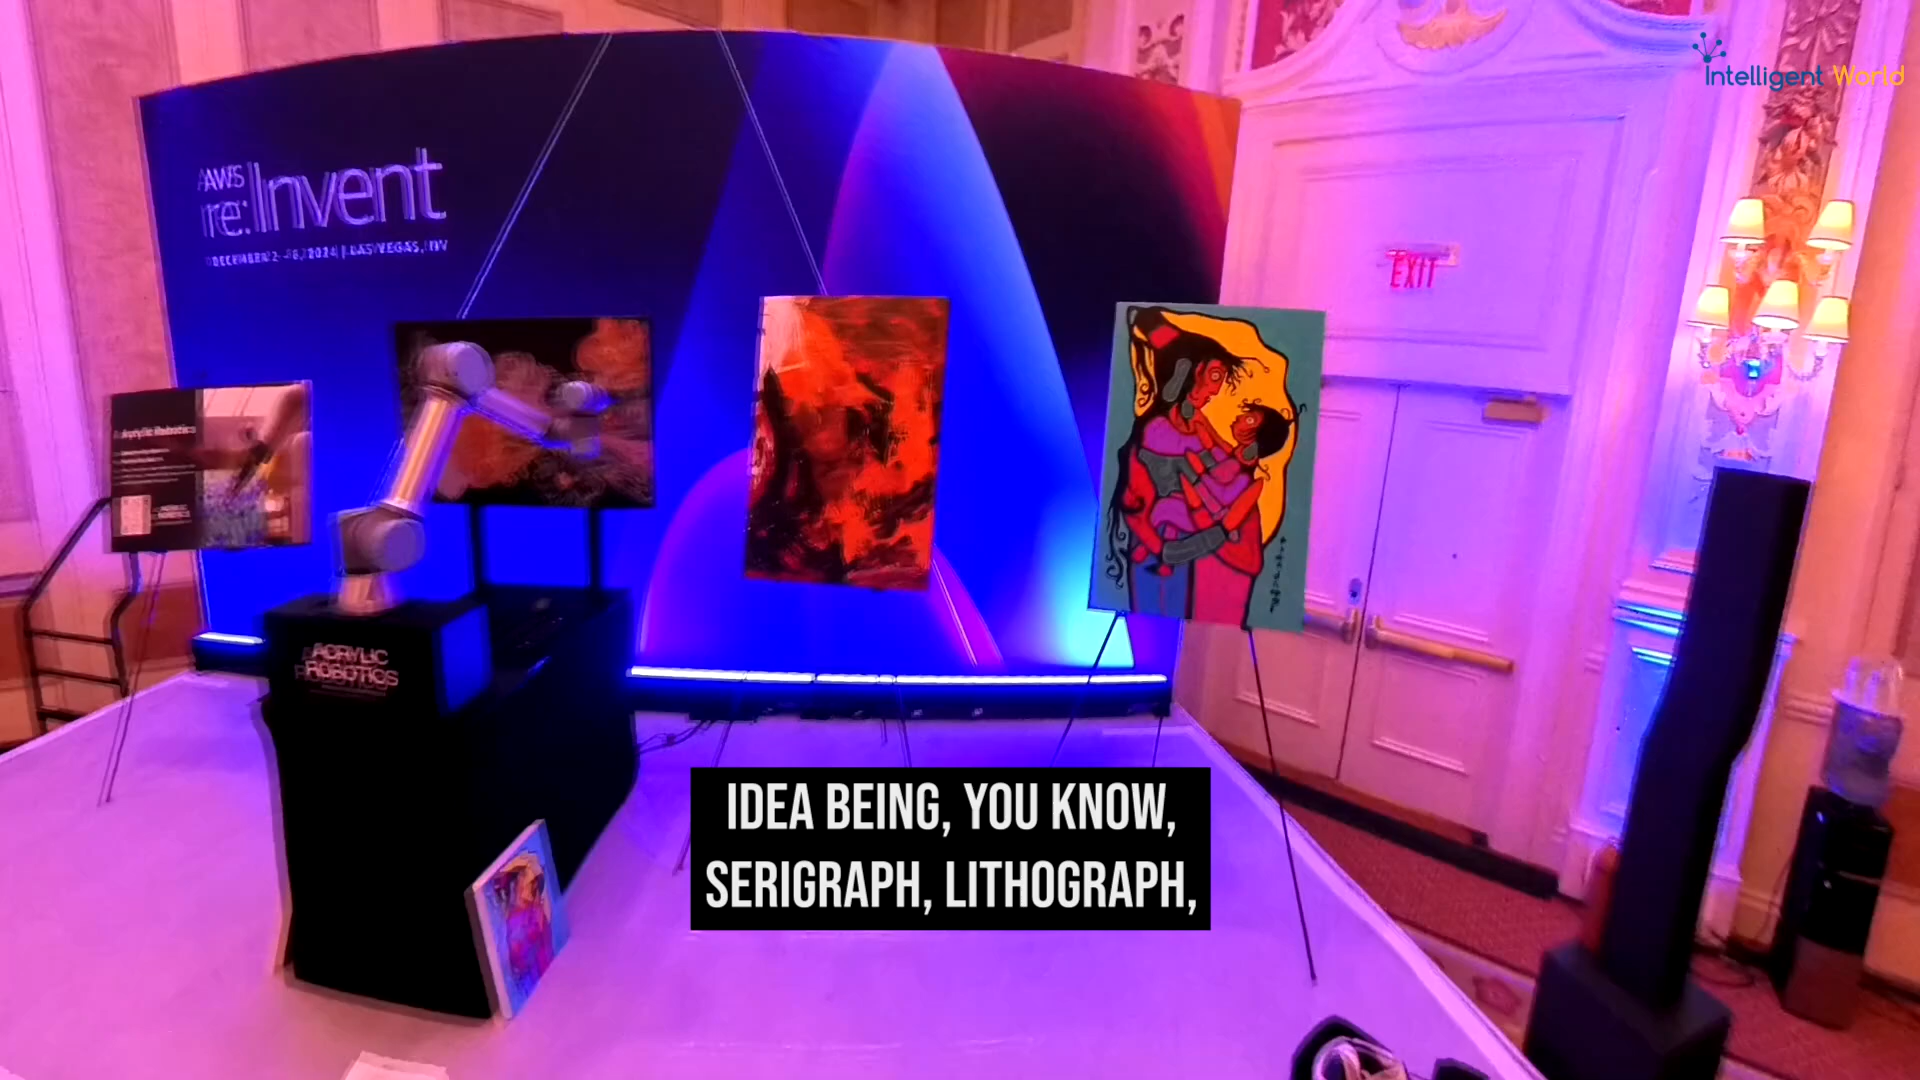 Intelligent World
AWS
re:Invent
DECEMBER 2–6, 2024 | LAS VEGAS, NV
EXIT
Acrylic Robotics
ACRYLIC
ROBOTICS
IDEA BEING, YOU KNOW,
SERIGRAPH, LITHOGRAPH,